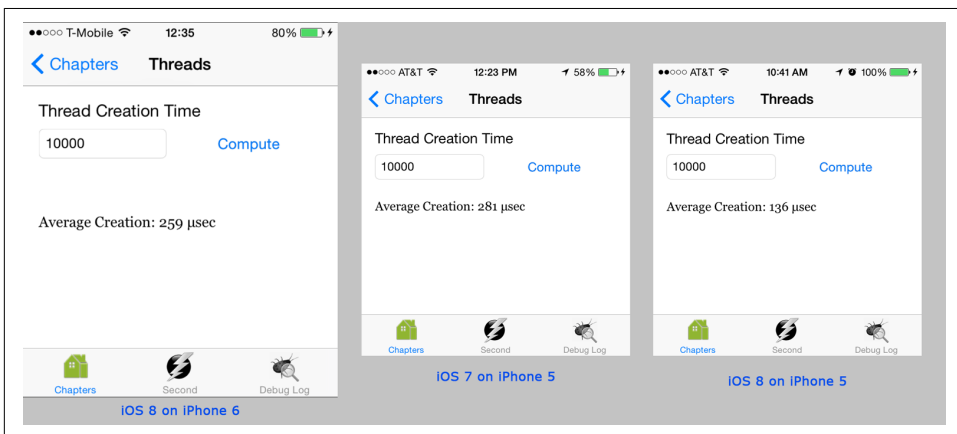 T-Mobile 12:35 80%
Chapters Threads
Thread Creation Time
10000 Compute
Average Creation: 259 μsec
Chapters Second Debug Log
iOS 8 on iPhone 6
AT&T 12:23 PM 58%
Chapters Threads
Thread Creation Time
10000 Compute
Average Creation: 281 μsec
Chapters Second Debug Log
iOS 7 on iPhone 5
AT&T 10:41 AM 100%
Chapters Threads
Thread Creation Time
10000 Compute
Average Creation: 136 μsec
Chapters Second Debug Log
iOS 8 on iPhone 5